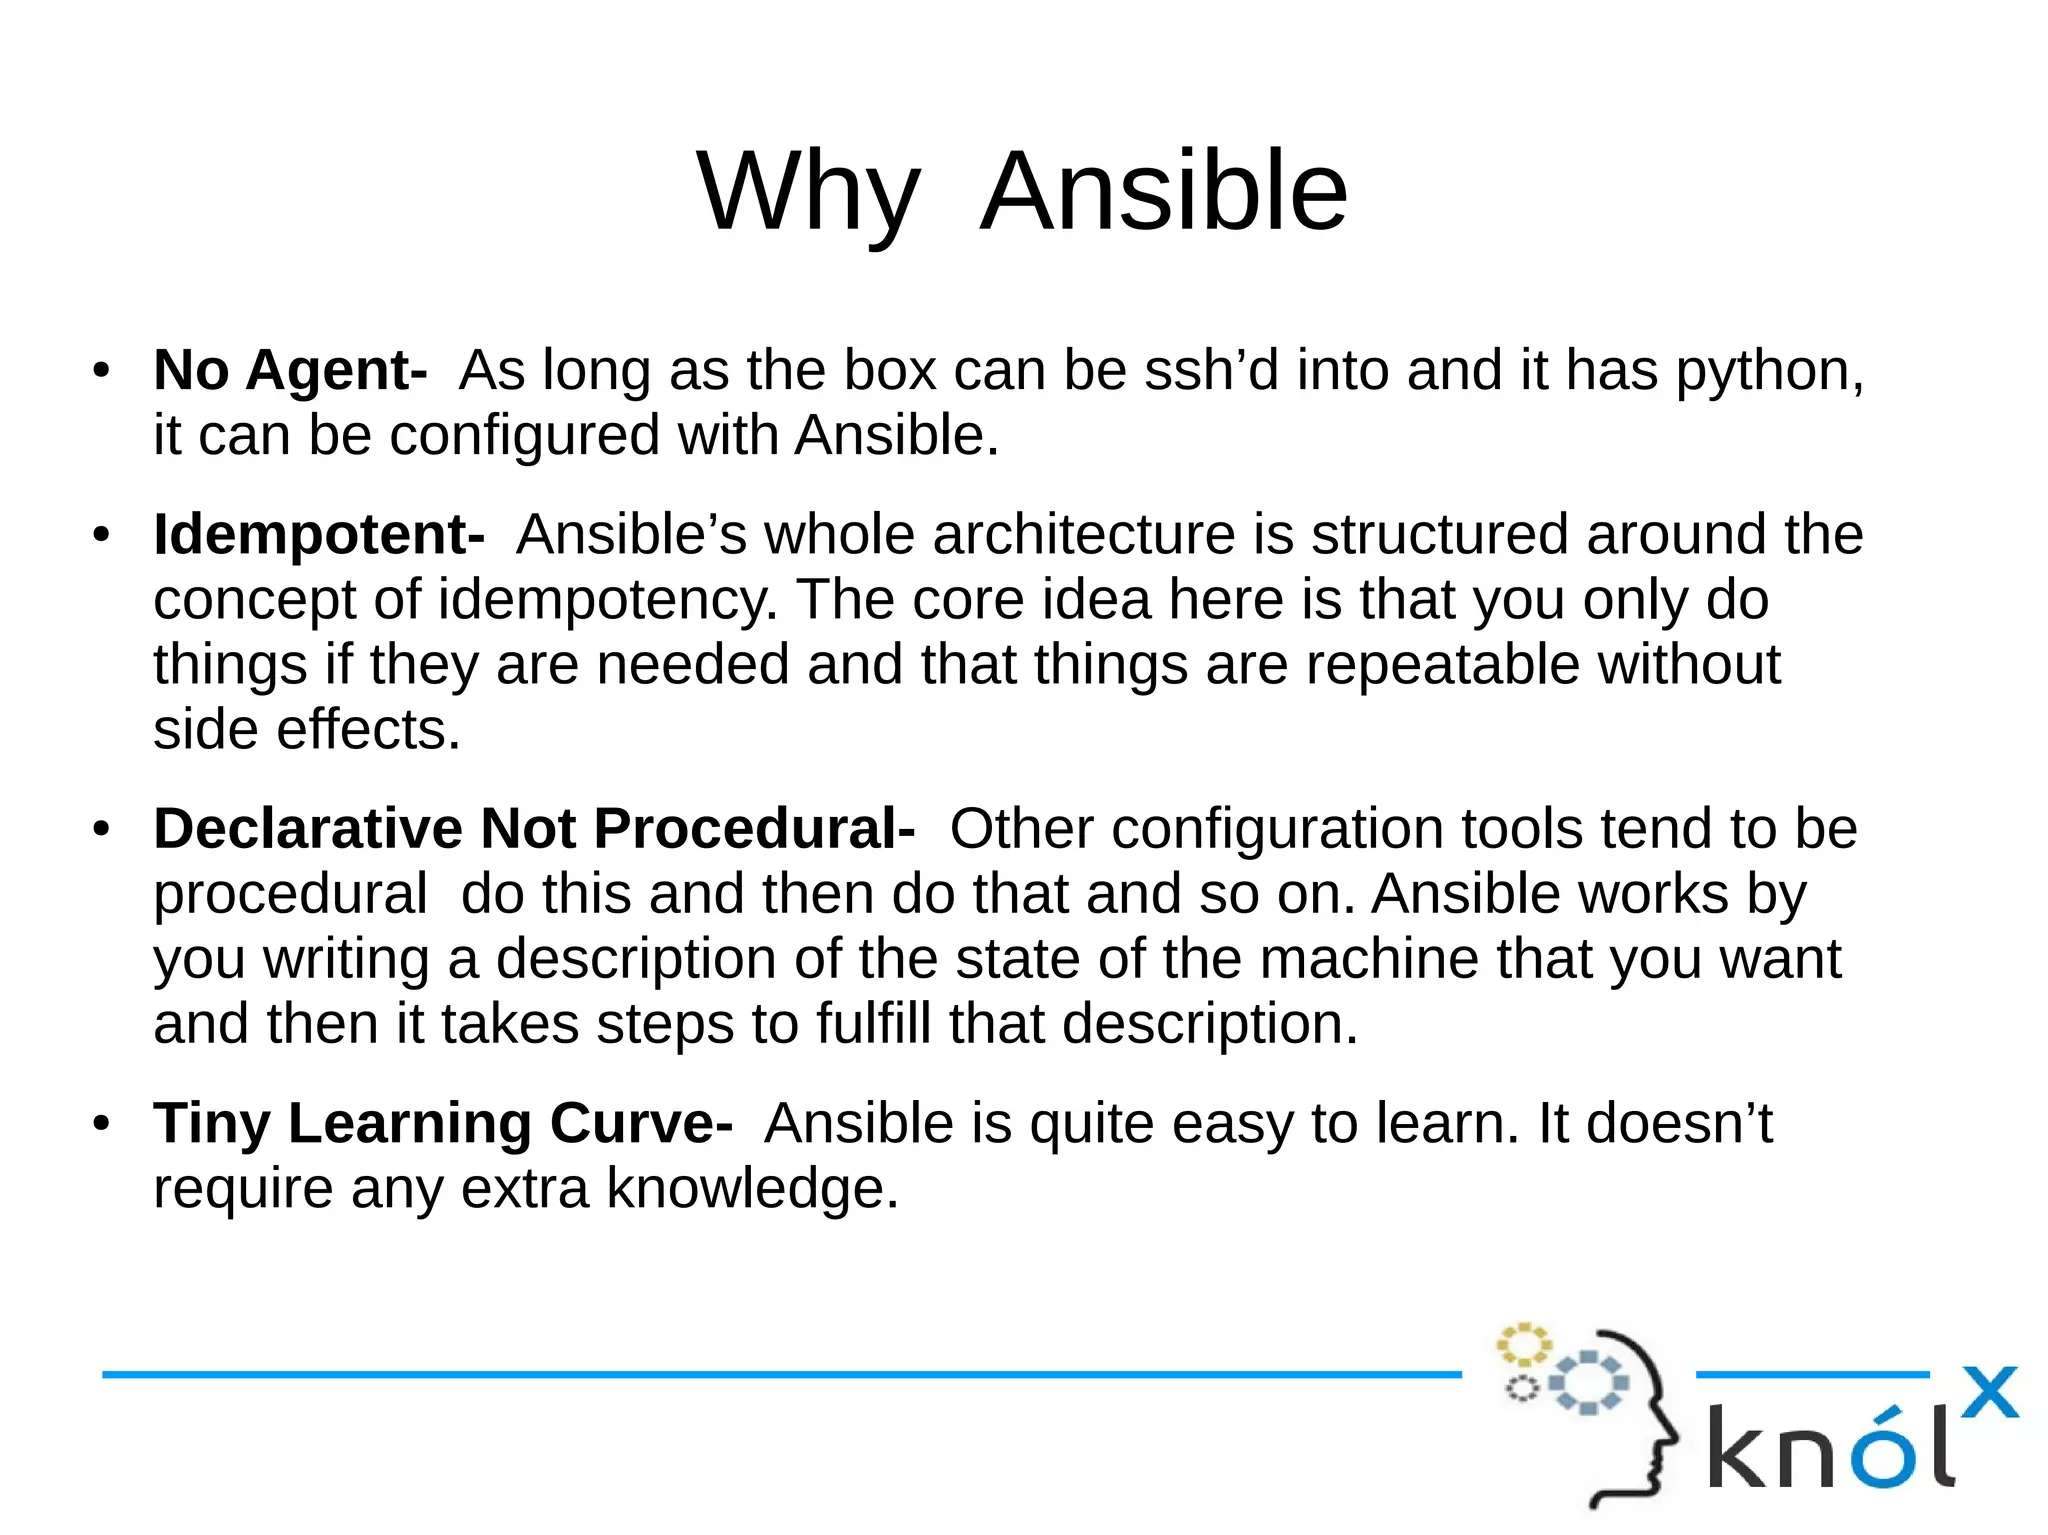 Why  Ansible
• No Agent-  As long as the box can be ssh’d into and it has python,
it can be configured with Ansible.
• Idempotent-  Ansible’s whole architecture is structured around the
concept of idempotency. The core idea here is that you only do
things if they are needed and that things are repeatable without
side effects.
• Declarative Not Procedural-  Other configuration tools tend to be
procedural  do this and then do that and so on. Ansible works by
you writing a description of the state of the machine that you want
and then it takes steps to fulfill that description.
• Tiny Learning Curve-  Ansible is quite easy to learn. It doesn’t
require any extra knowledge.
knólx